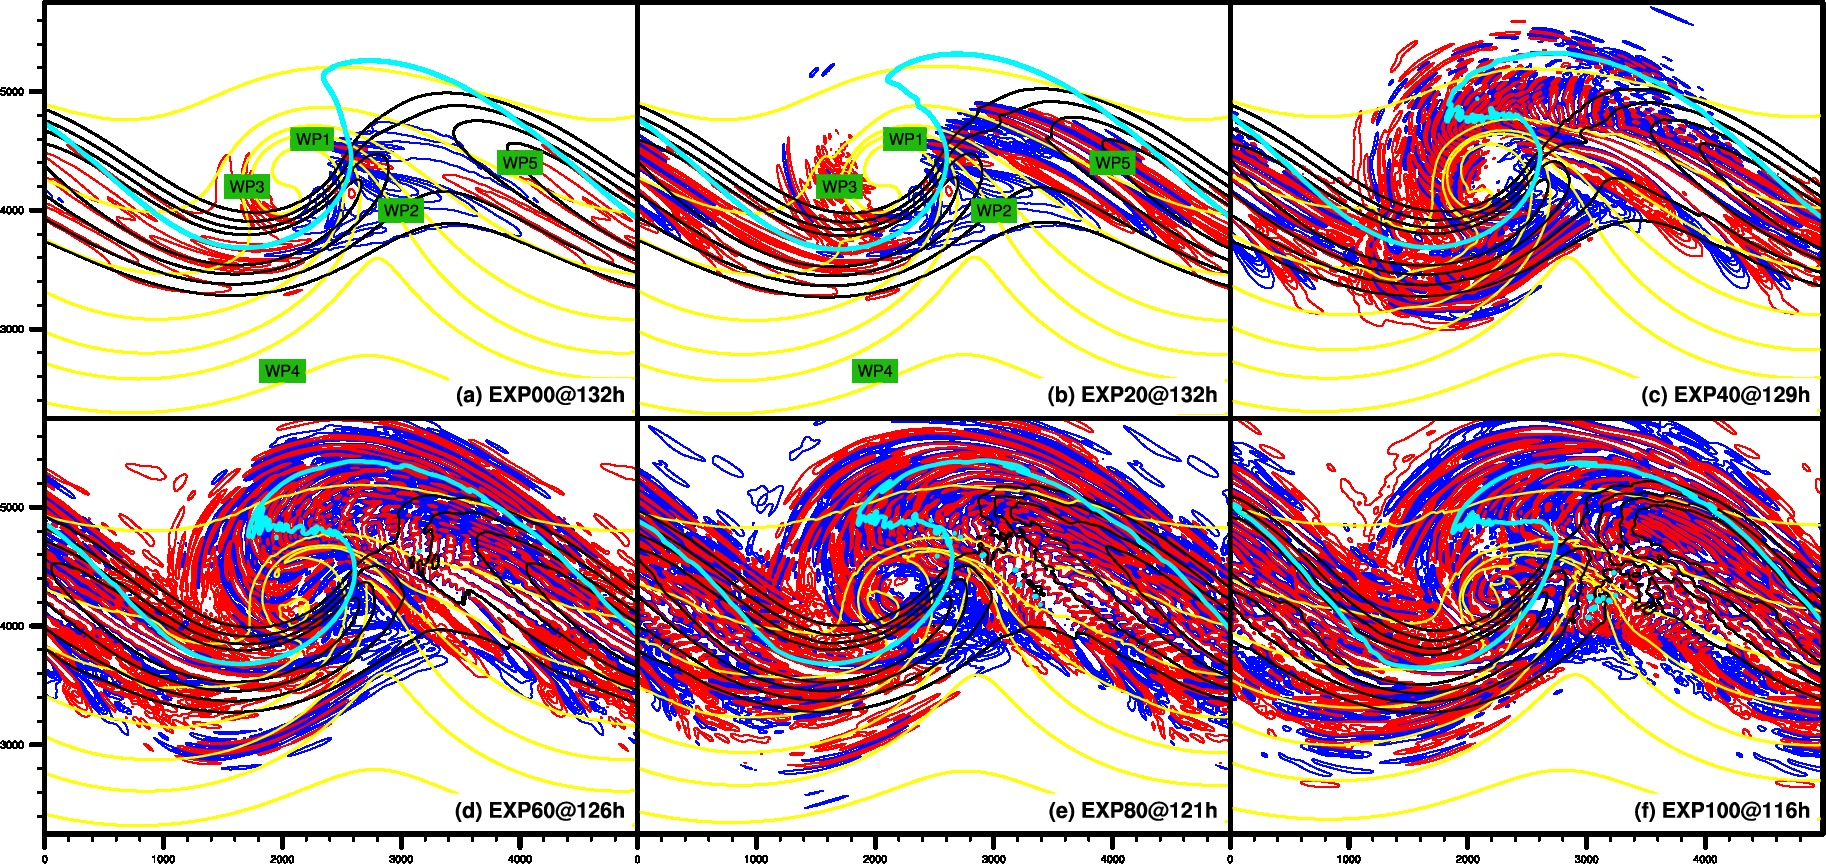 5000
4000
3000
WP1
WP5
WP3
WP2
WP4
(a) EXP00@132h
WP1
WP5
WP3
WP2
WP4
(b) EXP20@132h
(c) EXP40@129h
5000
4000
3000
(d) EXP60@126h
(e) EXP80@121h
(f) EXP100@116h
0 1000 2000 3000 4000 0 1000 2000 3000 4000 0 1000 2000 3000 4000